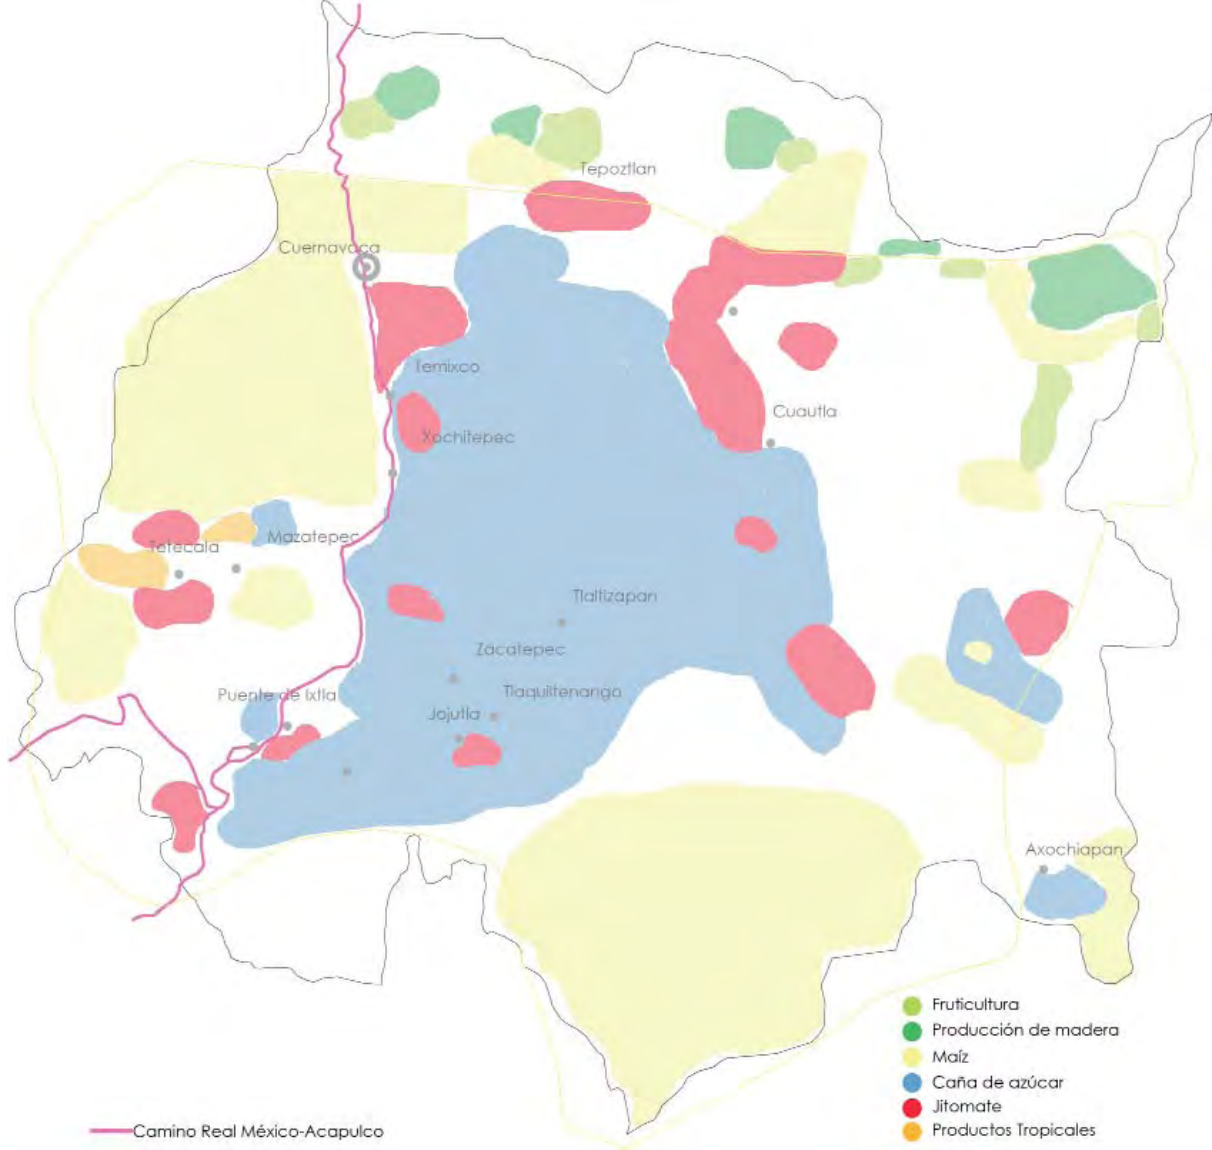 Tepoztlan
Cuernavaca
Temixco
Cuautla
Xochitepec
Mazatepec
Tetecala
Tlaltizapan
Zacatepec
Puente de Ixtla
Tlaquiltenango
Jojutla
Axochiapan
Fruticultura
Producción de madera
Maíz
Caña de azúcar
Jitomate
Productos Tropicales
Camino Real México-Acapulco